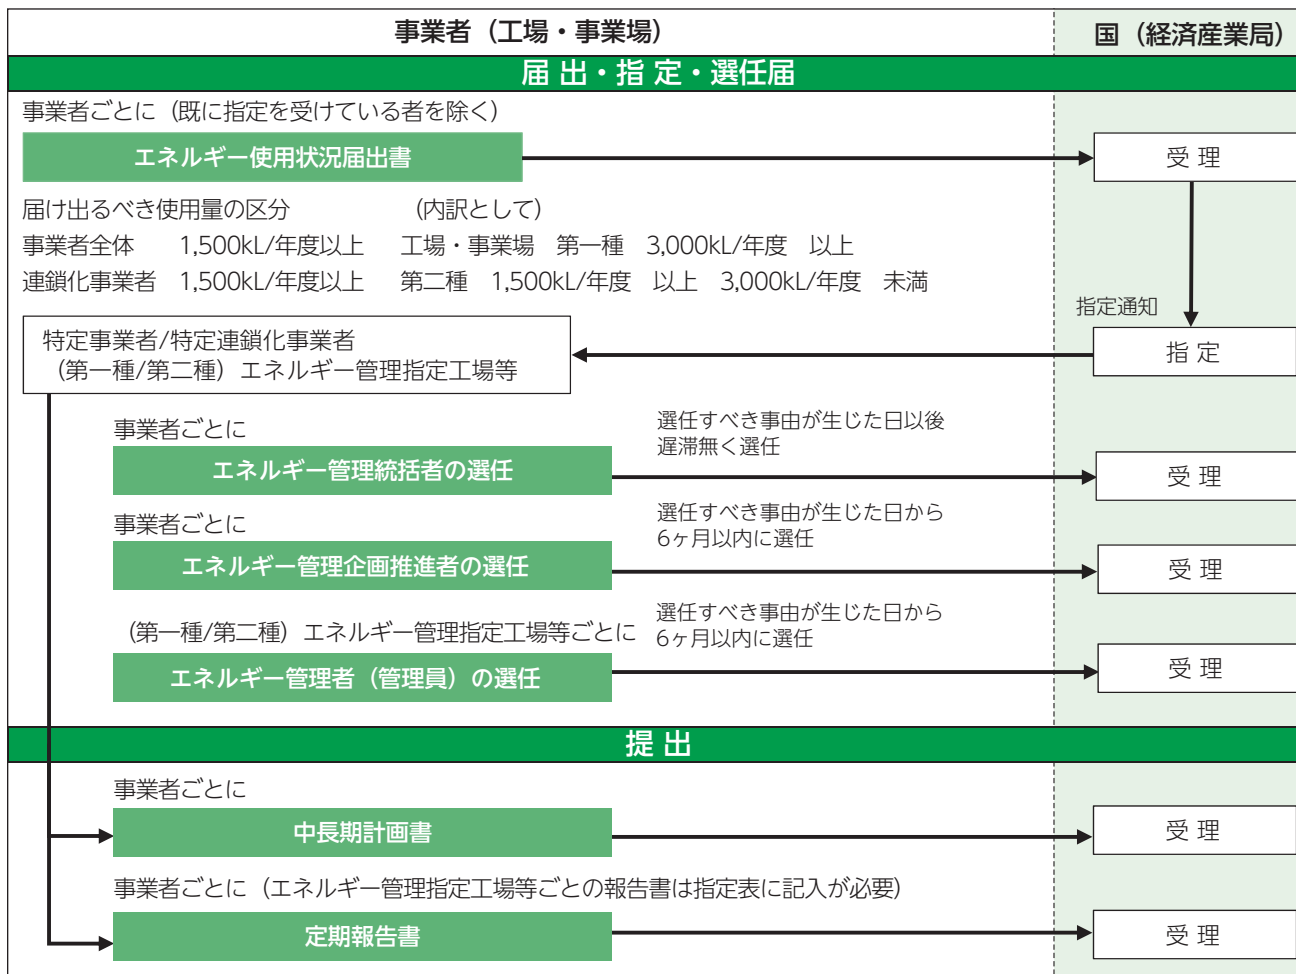 事業者（工場・事業場）
国（経済産業局）
届 出・指 定・選任届
事業者ごとに（既に指定を受けている者を除く）
エネルギー使用状況届出書
受 理
届け出るべき使用量の区分　　　　　（内訳として）
事業者全体　　1,500kL/年度以上　 工場・事業場　第一種　3,000kL/年度　以上
連鎖化事業者　1,500kL/年度以上　 第二種　1,500kL/年度　以上　3,000kL/年度　未満
指定通知
特定事業者/特定連鎖化事業者
（第一種/第二種）エネルギー管理指定工場等
指 定
事業者ごとに
選任すべき事由が生じた日以後
遅滞無く選任
エネルギー管理統括者の選任
受 理
事業者ごとに
選任すべき事由が生じた日から
6ヶ月以内に選任
エネルギー管理企画推進者の選任
受 理
（第一種/第二種）エネルギー管理指定工場等ごとに
選任すべき事由が生じた日から
6ヶ月以内に選任
エネルギー管理者（管理員）の選任
受 理
提 出
事業者ごとに
中長期計画書
受 理
事業者ごとに（エネルギー管理指定工場等ごとの報告書は指定表に記入が必要）
定期報告書
受 理